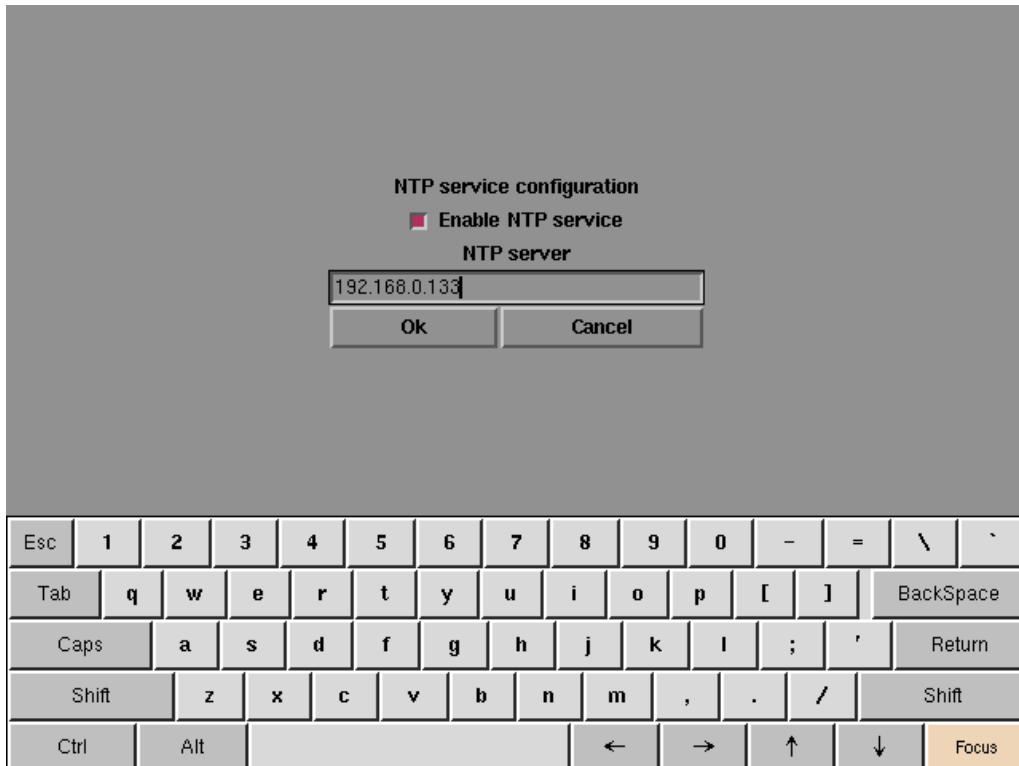 NTP service configuration
Enable NTP service
NTP server
192.168.0.133
Ok Cancel
Esc 1 2 3 4 5 6 7 8 9 0 - = \ `
Tab q w e r t y u i o p [ ] BackSpace
Caps a s d f g h j k l ; ' Return
Shift z x c v b n m , . / Shift
Ctrl Alt ← → ↑ ↓ Focus